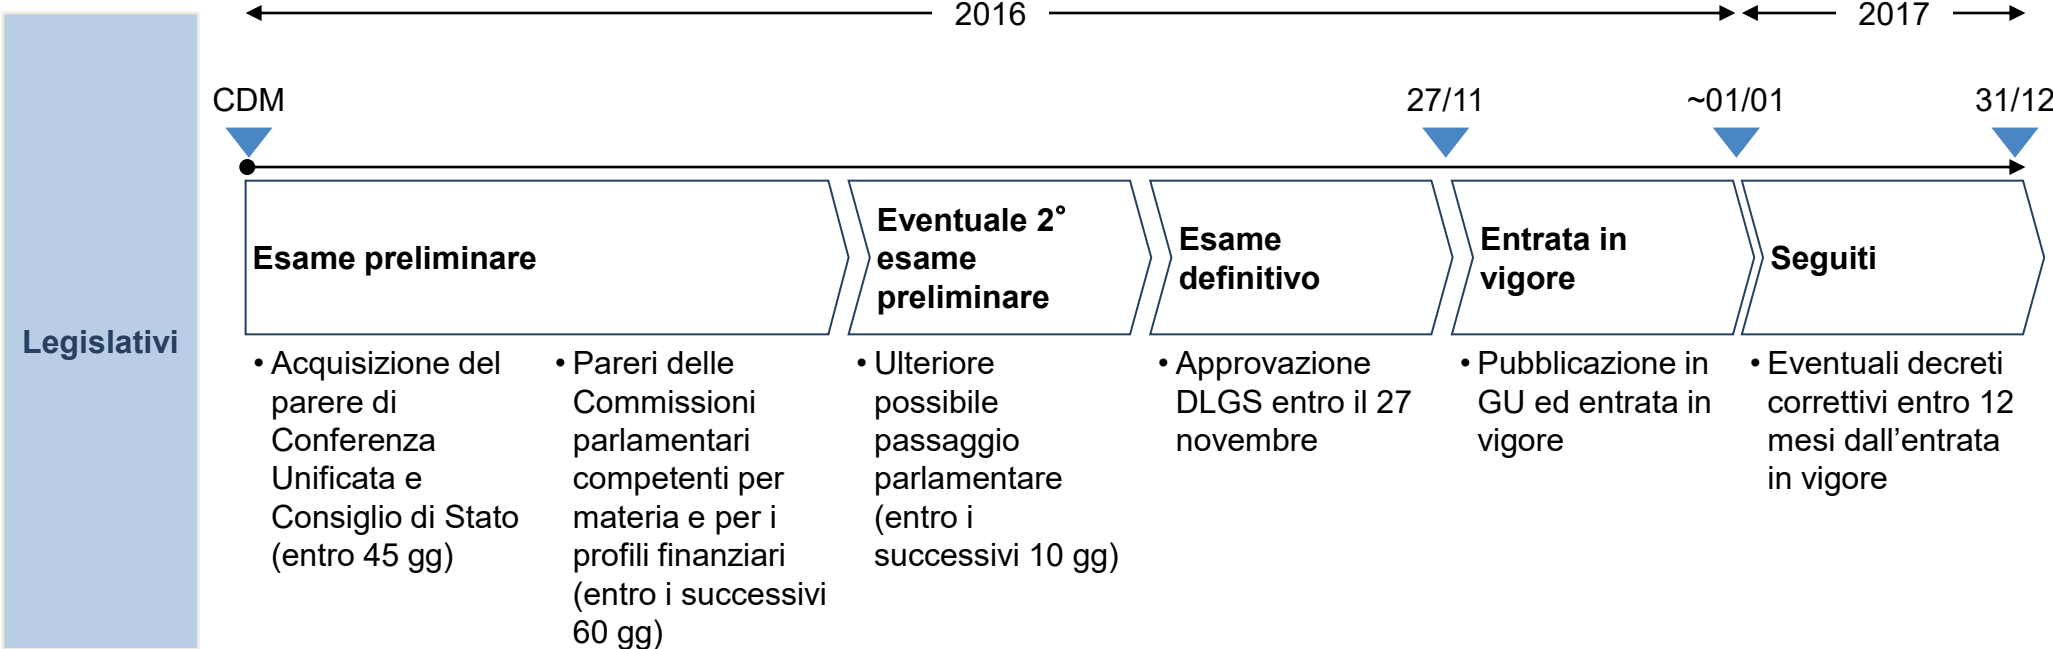 2016
2017
CDM
27/11
~01/01
31/12
Legislativi
Esame preliminare
Eventuale 2°
esame
preliminare
Esame
definitivo
Entrata in
vigore
Seguiti
• Acquisizione del
parere di
Conferenza
Unificata e
Consiglio di Stato
(entro 45 gg)
• Pareri delle
Commissioni
parlamentari
competenti per
materia e per i
profili finanziari
(entro i successivi
60 gg)
• Ulteriore
possibile
passaggio
parlamentare
(entro i
successivi 10 gg)
• Approvazione
DLGS entro il 27
novembre
• Pubblicazione in
GU ed entrata in
vigore
• Eventuali decreti
correttivi entro 12
mesi dall’entrata
in vigore